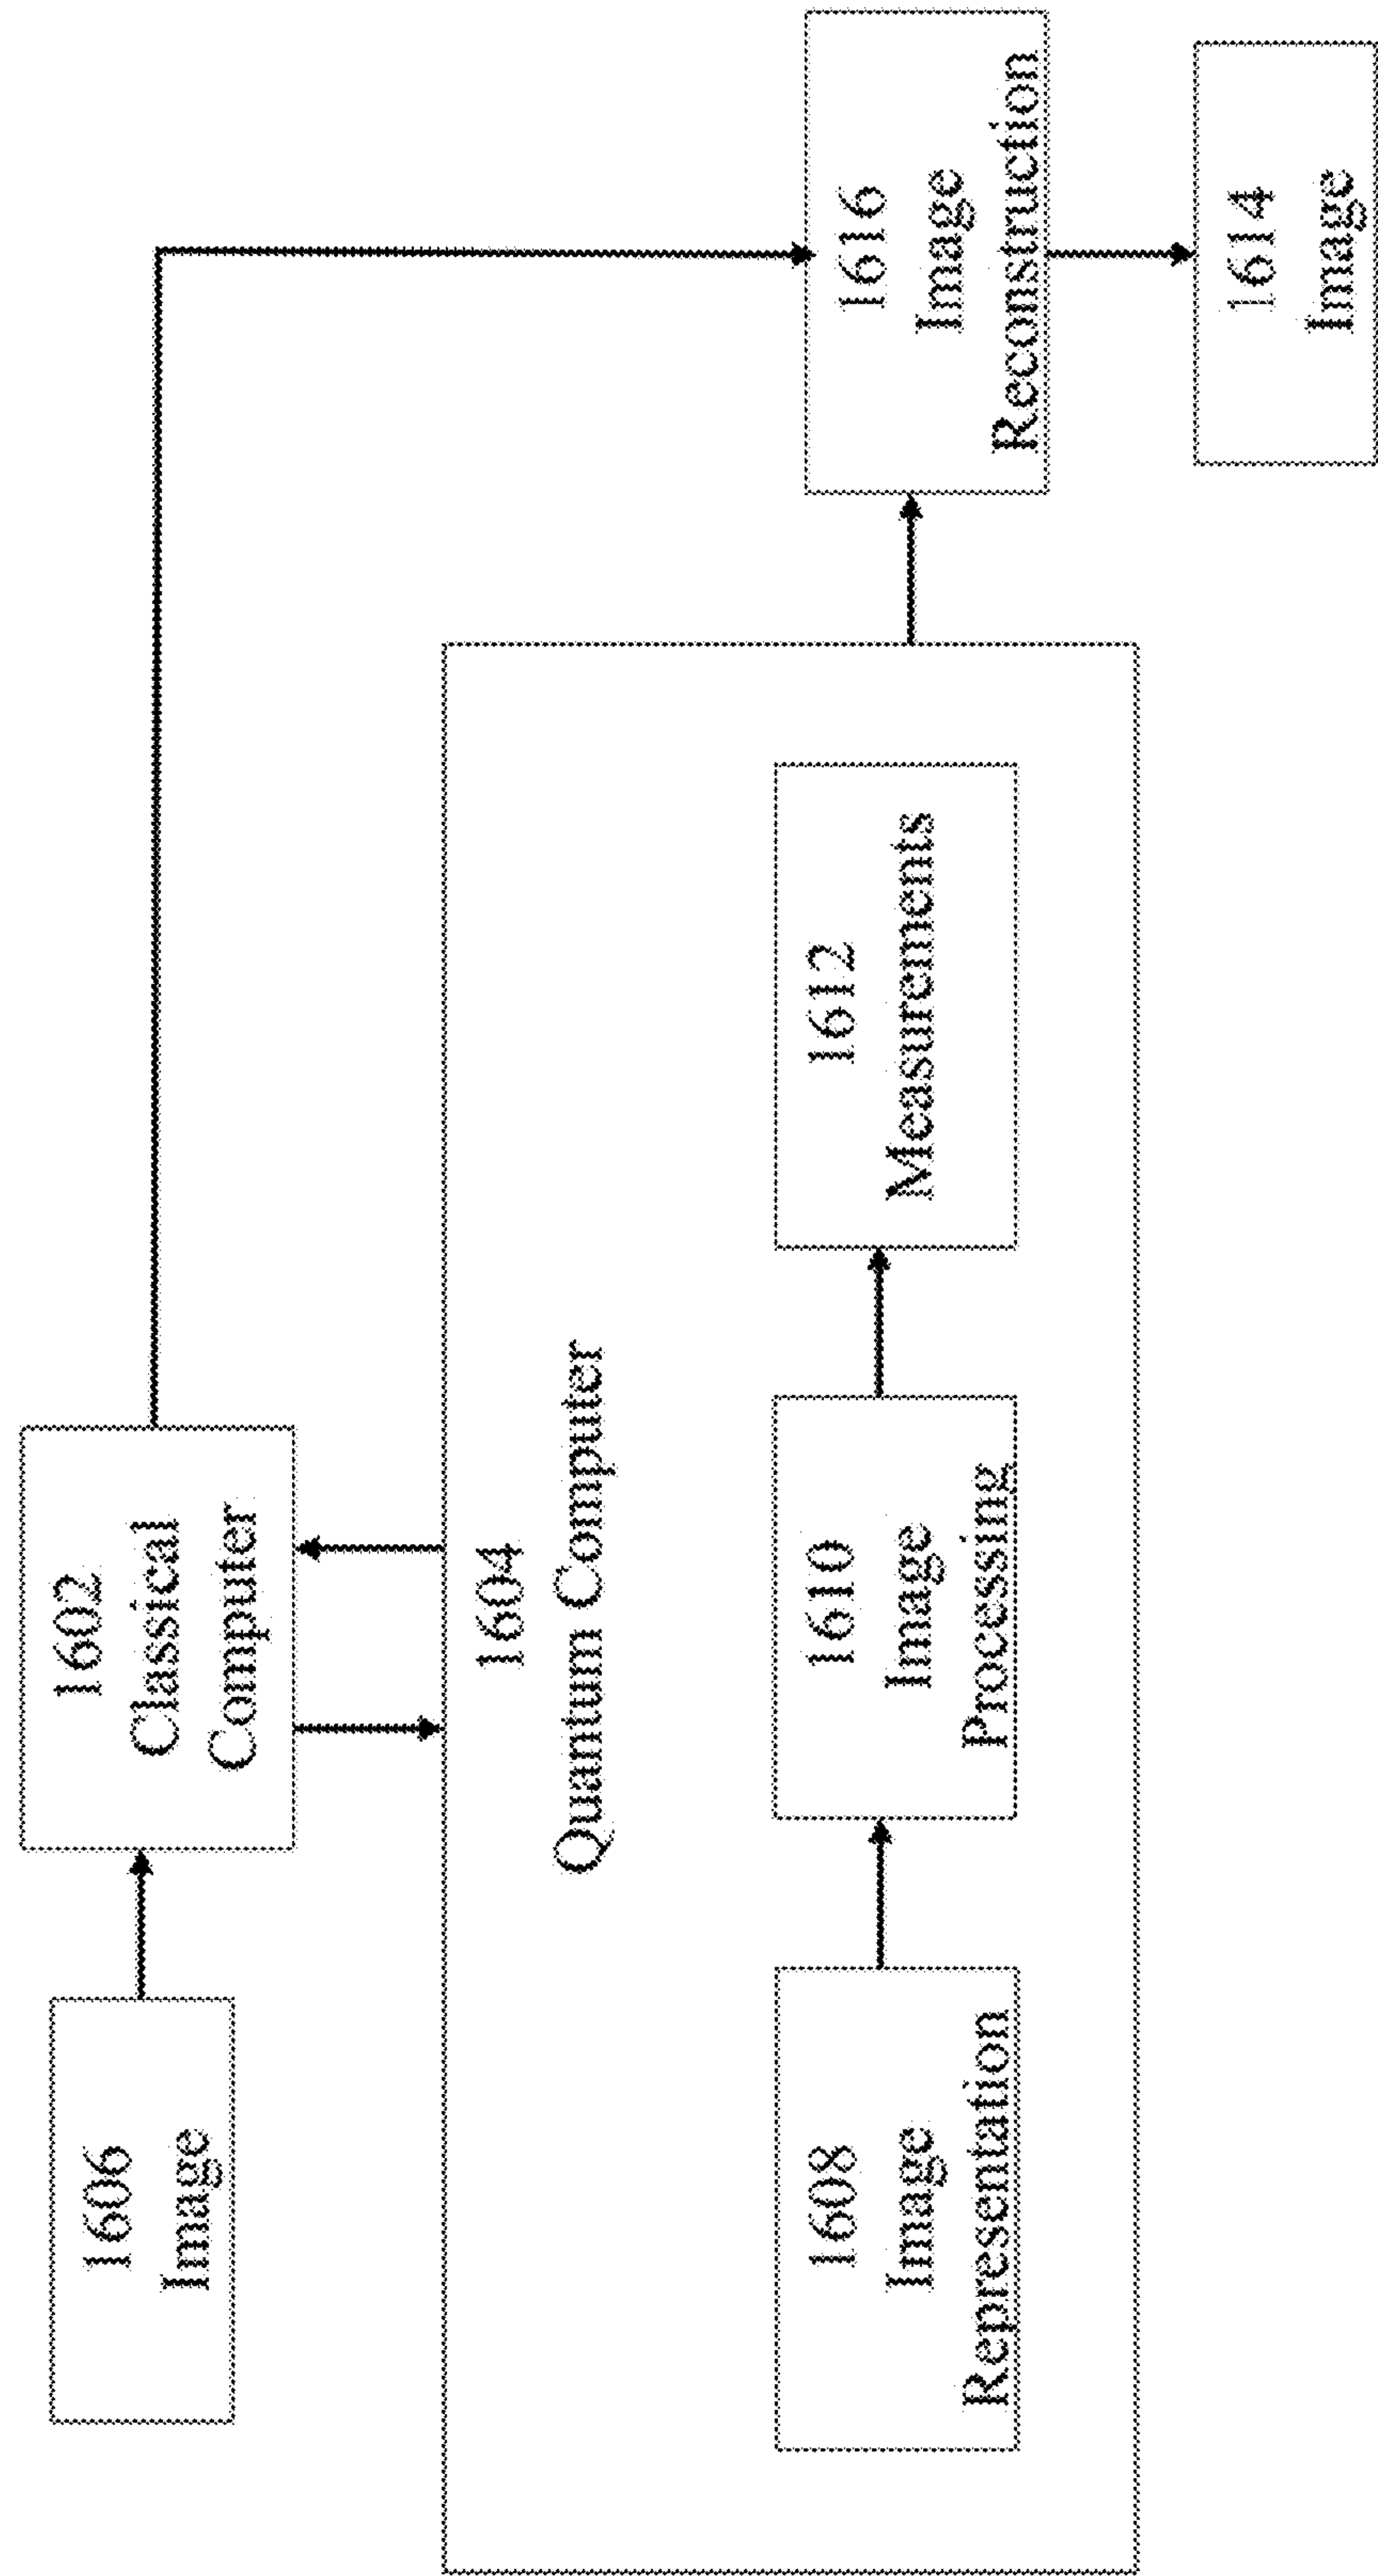 1606
Image
1602
Classical
Computer
1604
Quantum Computer
1608
Image
Representation
1610
Image
Processing
1612
Measurements
1616
Image
Reconstruction
1614
Image